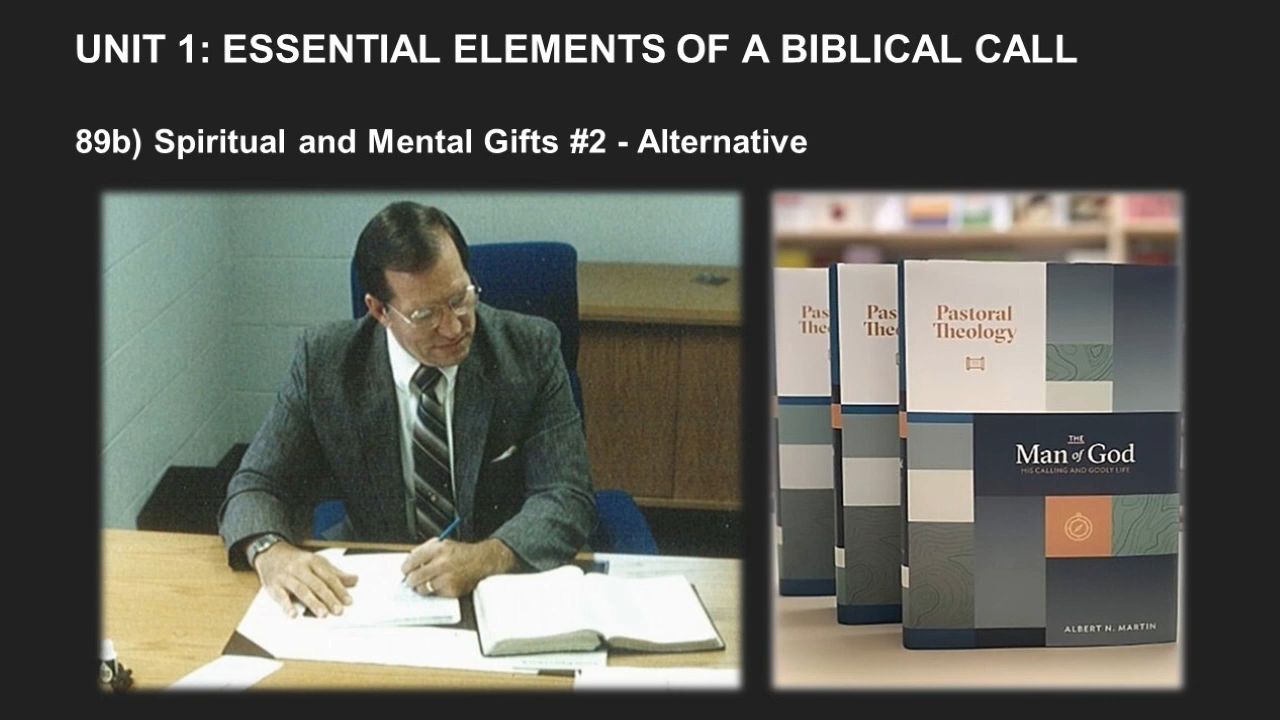 UNIT 1: ESSENTIAL ELEMENTS OF A BIBLICAL CALL
89b) Spiritual and Mental Gifts #2 - Alternative
Pastoral
Theology
THE
Man of God
HIS CALLING AND GODLY LIFE
ALBERT N. MARTIN